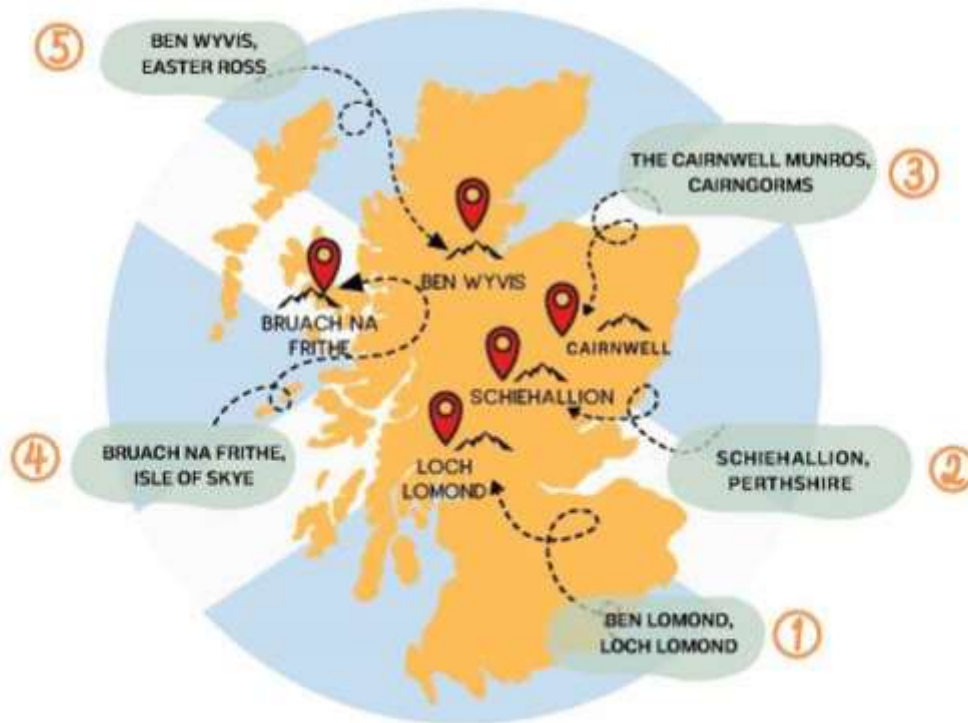 ⑤
BEN WYVIS,
EASTER ROSS
THE CAIRNWELL MUNROS,
CAIRNGORMS
③
BEN WYVIS
BRUACH NA
FRITHE
CAIRNWELL
SCHIEHALLION
④
BRUACH NA FRITHE,
ISLE OF SKYE
LOCH
LOMOND
SCHIEHALLION,
PERTHSHIRE
②
BEN LOMOND,
LOCH LOMOND
①